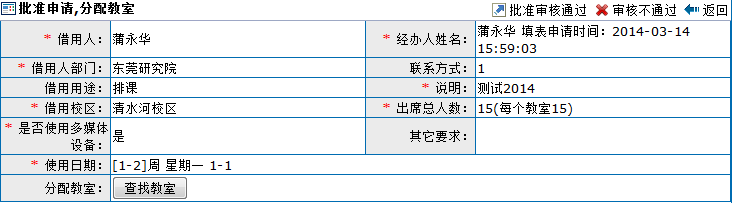 批准申请,分配教室 批准审核通过 审核不通过 返回
* 借用人: 蒲永华 * 经办人姓名: 蒲永华 填表申请时间: 2014-03-14
15:59:03
* 借用人部门: 东莞研究院 联系方式: 1
借用用途: 排课 * 说明: 测试2014
* 借用校区: 清水河校区 * 出席总人数: 15(每个教室15)
* 是否使用多媒体
设备: 是 其它要求:
* 使用日期: [1-2]周 星期一 1-1
分配教室: 查找教室